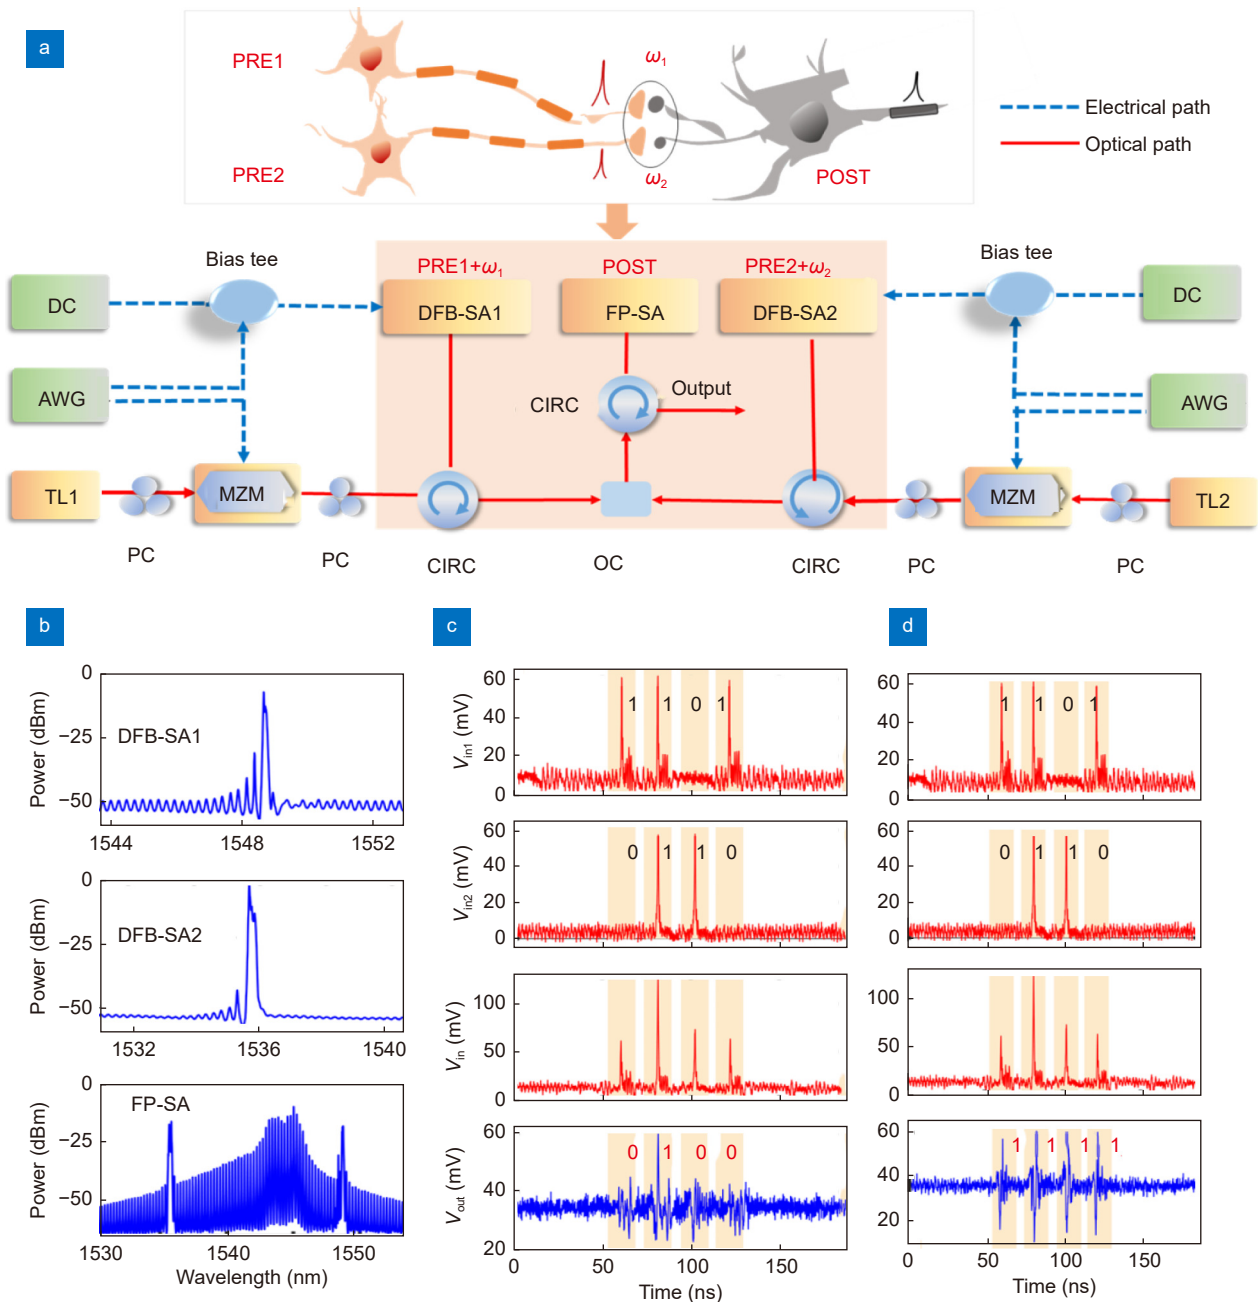 a
PRE1
ω1
Electrical path
Optical path
PRE2
ω2
POST
Bias tee
PRE1+ω1
POST
PRE2+ω2
Bias tee
DC
DFB-SA1
FP-SA
DFB-SA2
DC
AWG
CIRC
Output
AWG
TL1
MZM
MZM
TL2
PC
PC
CIRC
OC
CIRC
PC
PC
b
0
−25
−50
Power (dBm)
DFB-SA1
1544
1548
1552
0
−25
−50
Power (dBm)
DFB-SA2
1532
1536
1540
0
−25
−50
Power (dBm)
FP-SA
1530
1540
1550
Wavelength (nm)
c
60
40
20
0
Vin1 (mV)
1 1 0 1
60
40
20
0
Vin2 (mV)
0 1 1 0
100
50
0
Vin (mV)
60
40
20
Vout (mV)
0 1 0 0
0
50
100
150
Time (ns)
d
60
40
20
0
1 1 0 1
60
40
20
0
0 1 1 0
100
50
0
60
40
20
1 1 1 1
0
50
100
150
Time (ns)